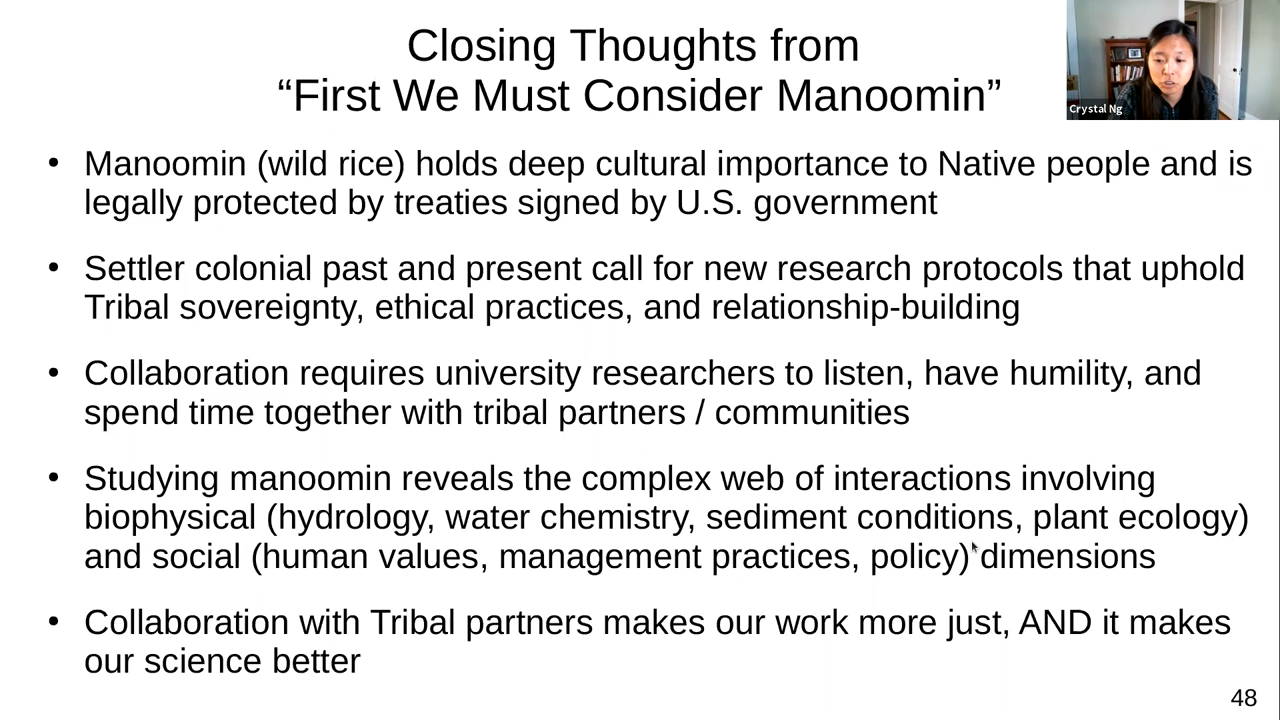 Closing Thoughts from
“First We Must Consider Manoomin”
Crystal Ng
• Manoomin (wild rice) holds deep cultural importance to Native people and is
legally protected by treaties signed by U.S. government
• Settler colonial past and present call for new research protocols that uphold
Tribal sovereignty, ethical practices, and relationship-building
• Collaboration requires university researchers to listen, have humility, and
spend time together with tribal partners / communities
• Studying manoomin reveals the complex web of interactions involving
biophysical (hydrology, water chemistry, sediment conditions, plant ecology)
and social (human values, management practices, policy) dimensions
• Collaboration with Tribal partners makes our work more just, AND it makes
our science better
48